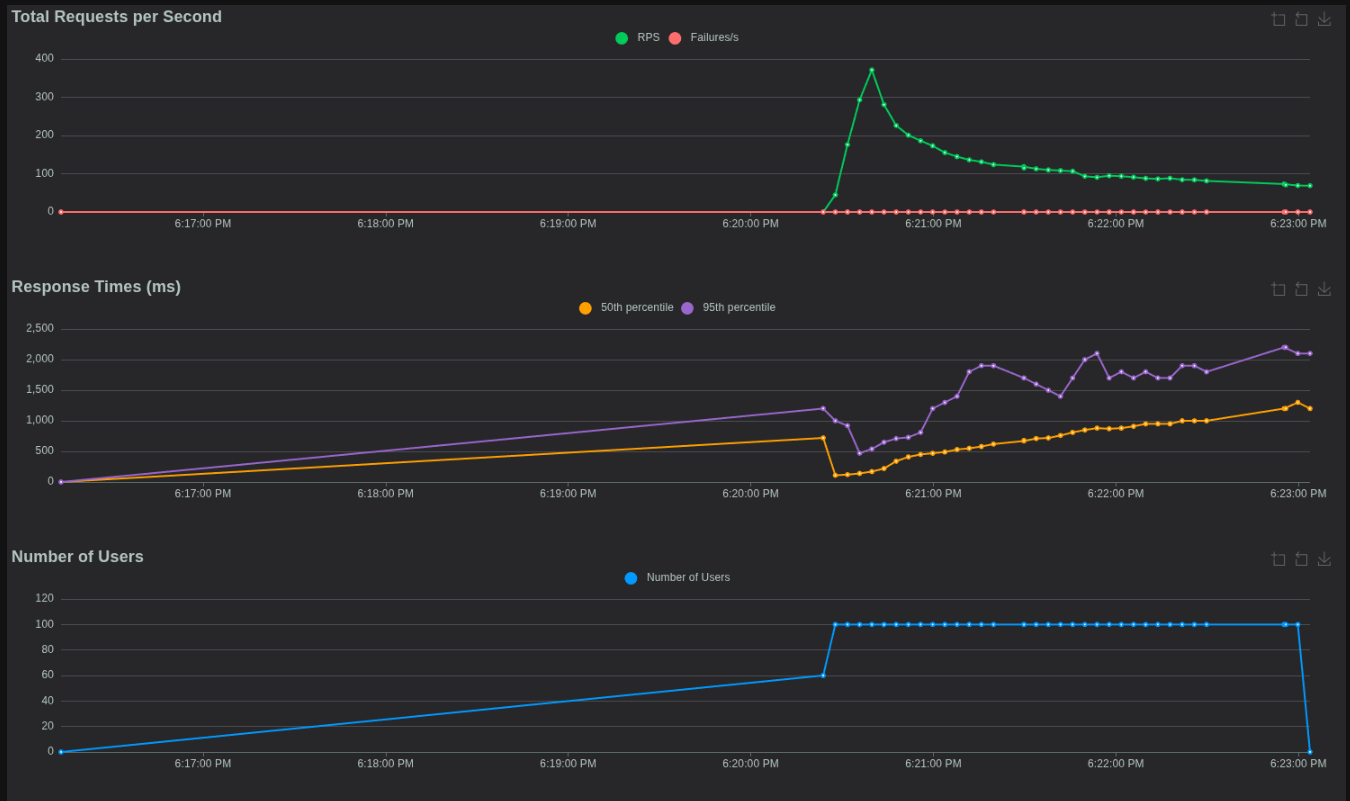 Total Requests per Second
RPS Failures/s
400
300
200
100
0
6:17:00 PM 6:18:00 PM 6:19:00 PM 6:20:00 PM 6:21:00 PM 6:22:00 PM 6:23:00 PM
Response Times (ms)
50th percentile 95th percentile
2,500
2,000
1,500
1,000
500
0
6:17:00 PM 6:18:00 PM 6:19:00 PM 6:20:00 PM 6:21:00 PM 6:22:00 PM 6:23:00 PM
Number of Users
Number of Users
120
100
80
60
40
20
0
6:17:00 PM 6:18:00 PM 6:19:00 PM 6:20:00 PM 6:21:00 PM 6:22:00 PM 6:23:00 PM